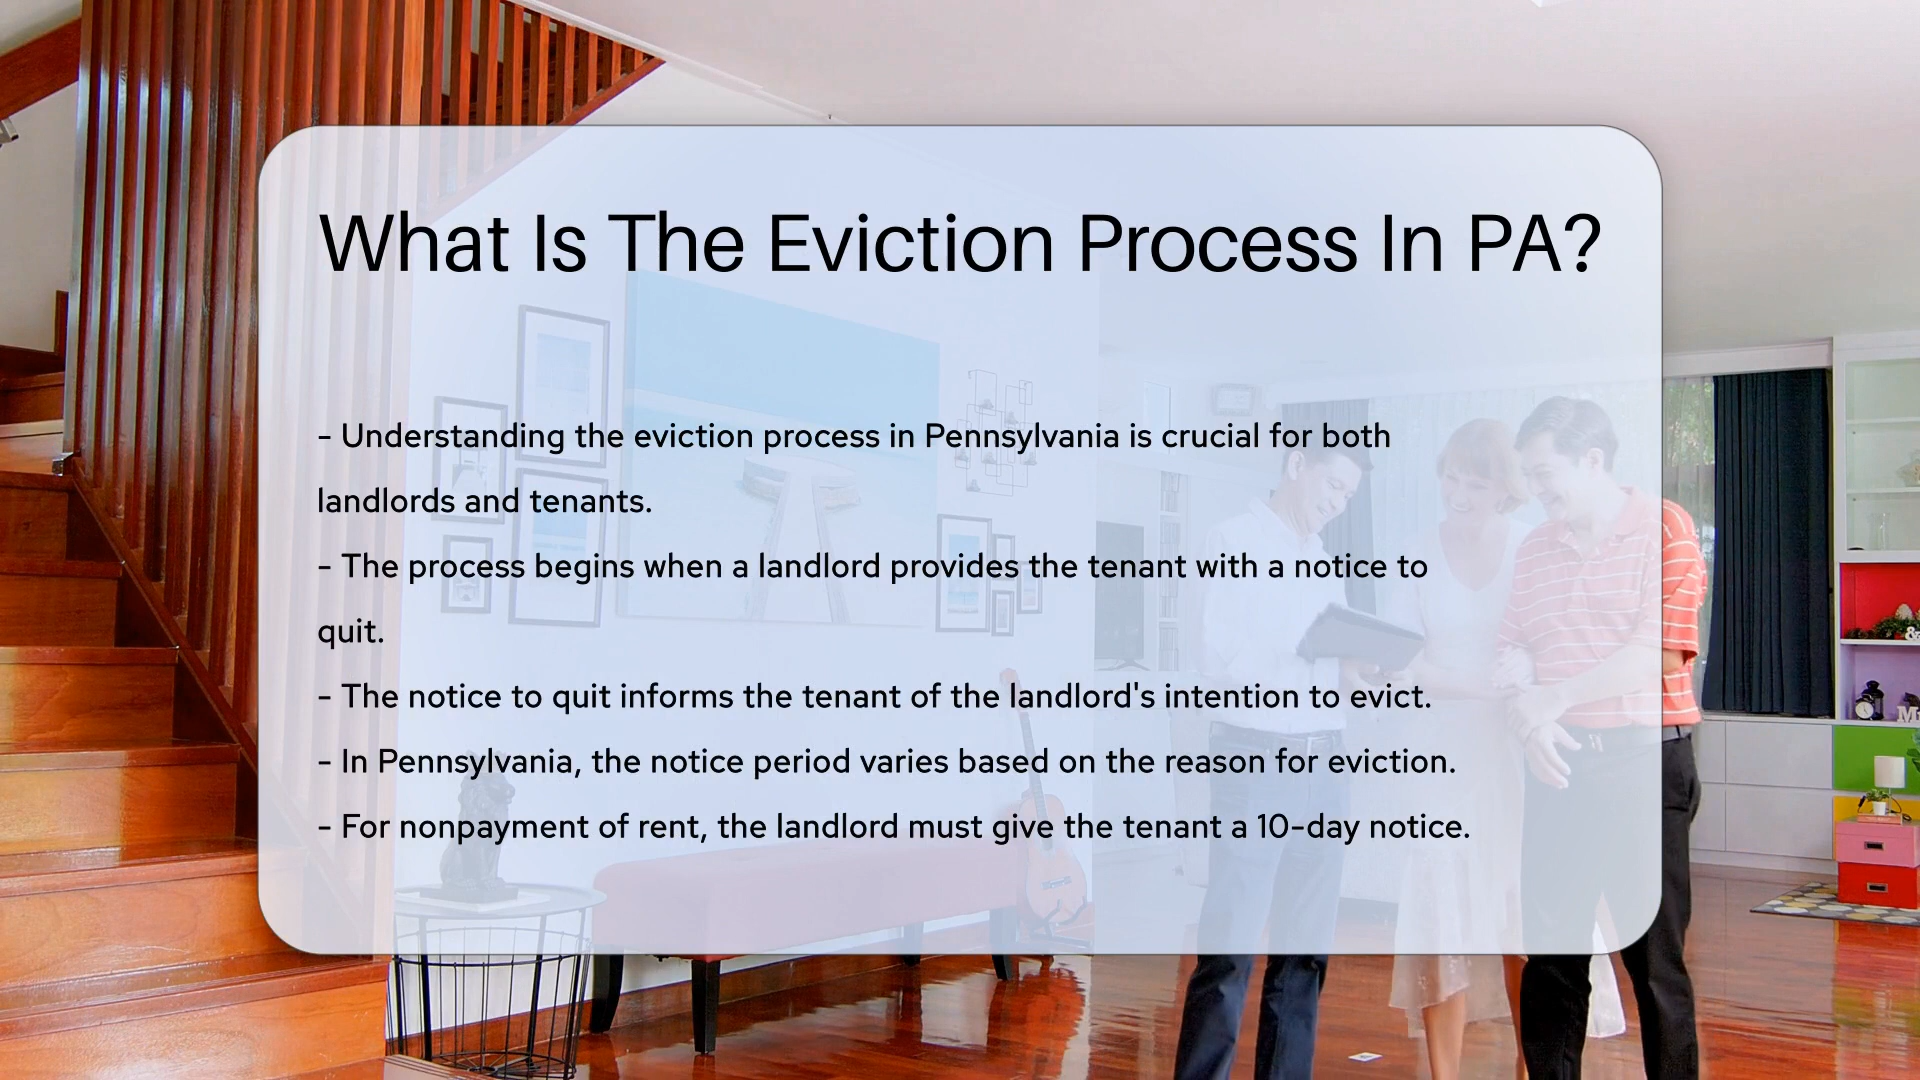 What Is The Eviction Process In PA?
- Understanding the eviction process in Pennsylvania is crucial for both
landlords and tenants.
- The process begins when a landlord provides the tenant with a notice to
quit.
- The notice to quit informs the tenant of the landlord's intention to evict.
- In Pennsylvania, the notice period varies based on the reason for eviction.
- For nonpayment of rent, the landlord must give the tenant a 10-day notice.